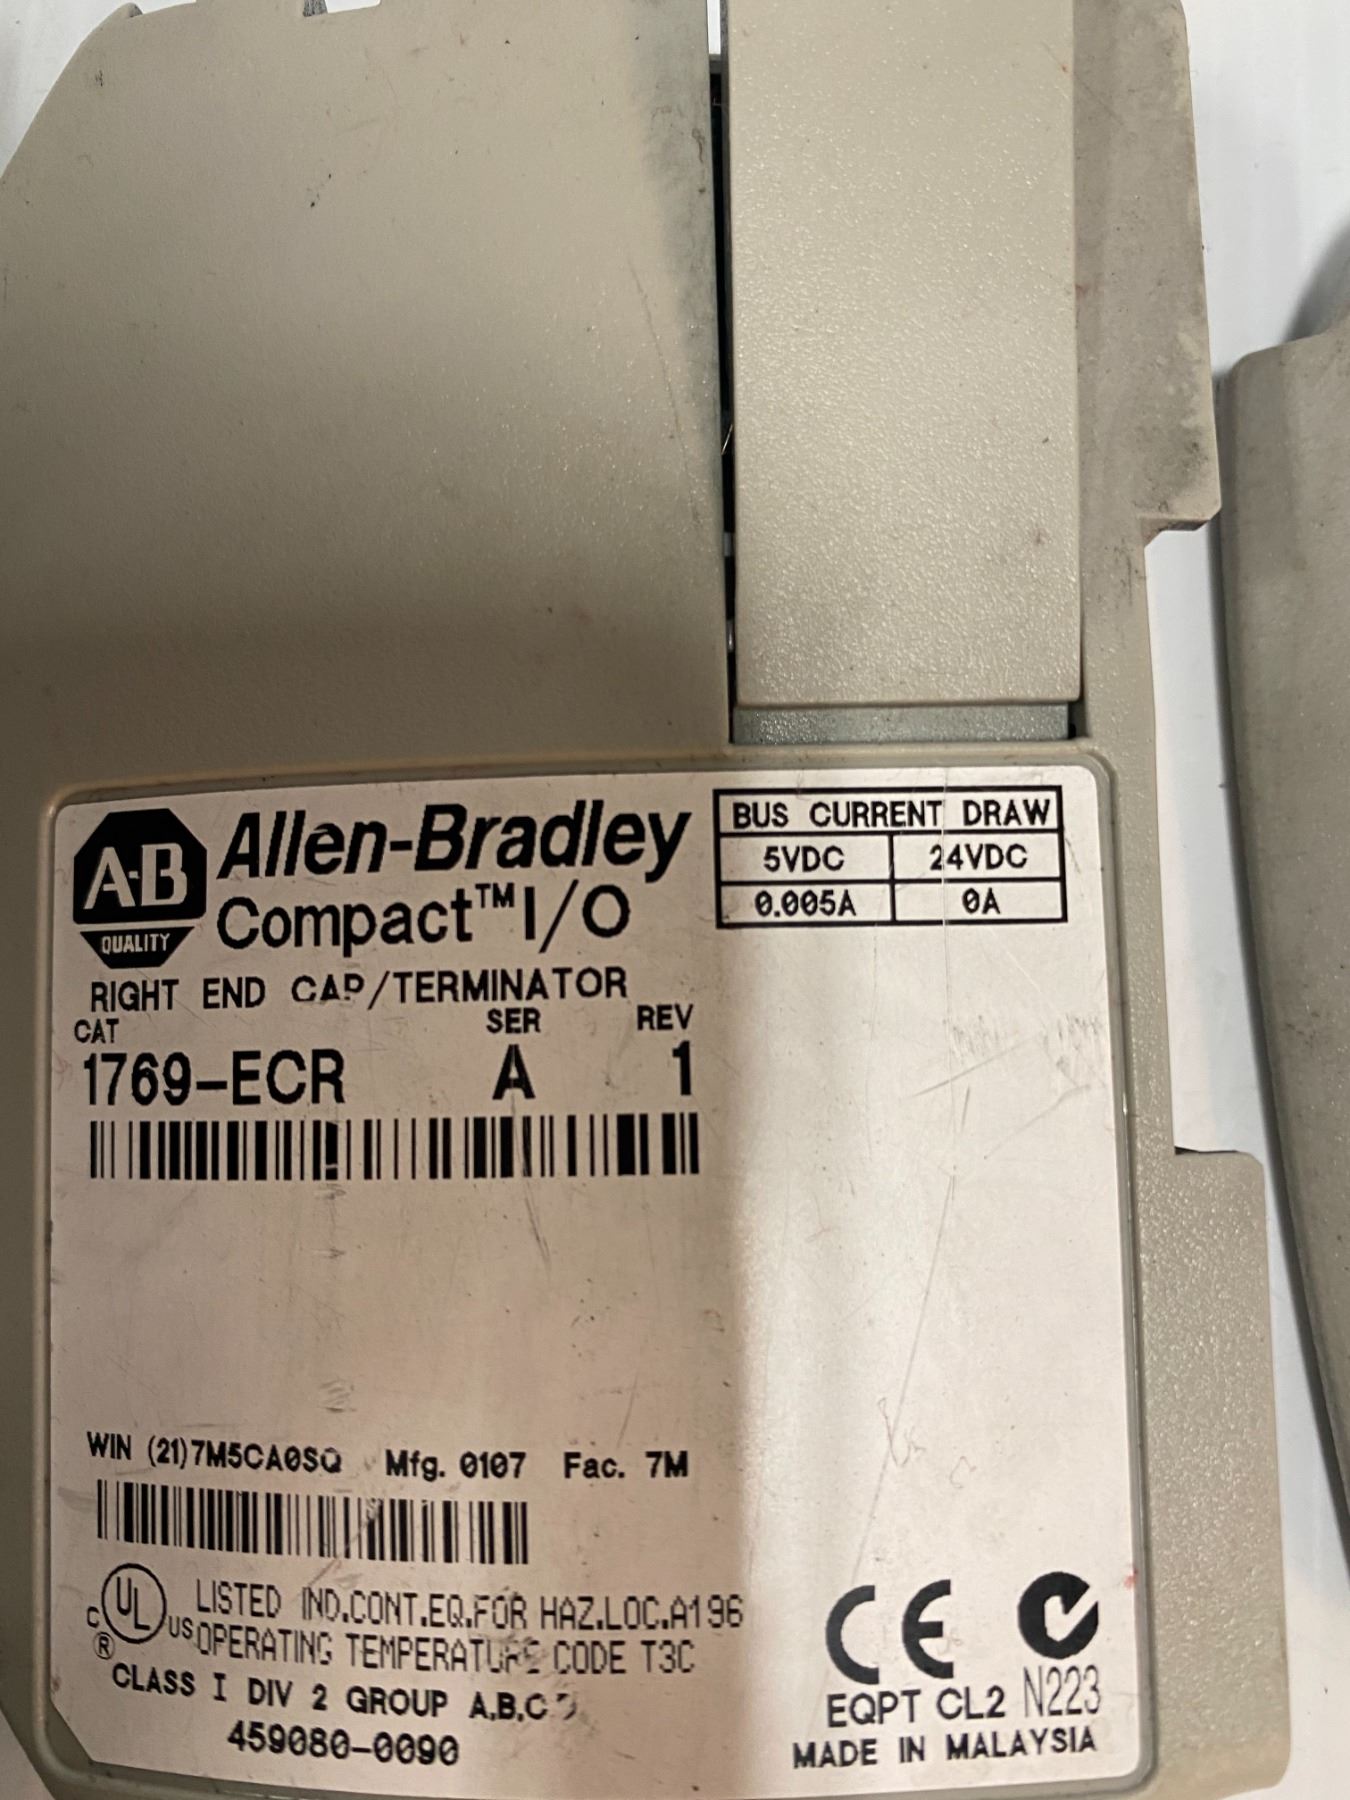 A-B
QUALITY
Allen-Bradley
Compact™ I/O
RIGHT END CAP/TERMINATOR
CAT SER REV
1769-ECR A 1
BUS CURRENT DRAW
5VDC 24VDC
0.005A 0A
WIN (21)7M5CA0SQ Mfg. 0107 Fac. 7M
C UL US ®
LISTED IND.CONT.EQ.FOR HAZ.LOC.A196
OPERATING TEMPERATURE CODE T3C
CLASS I DIV 2 GROUP A,B,C
459080-0090
CE
EQPT CL2 N223
MADE IN MALAYSIA